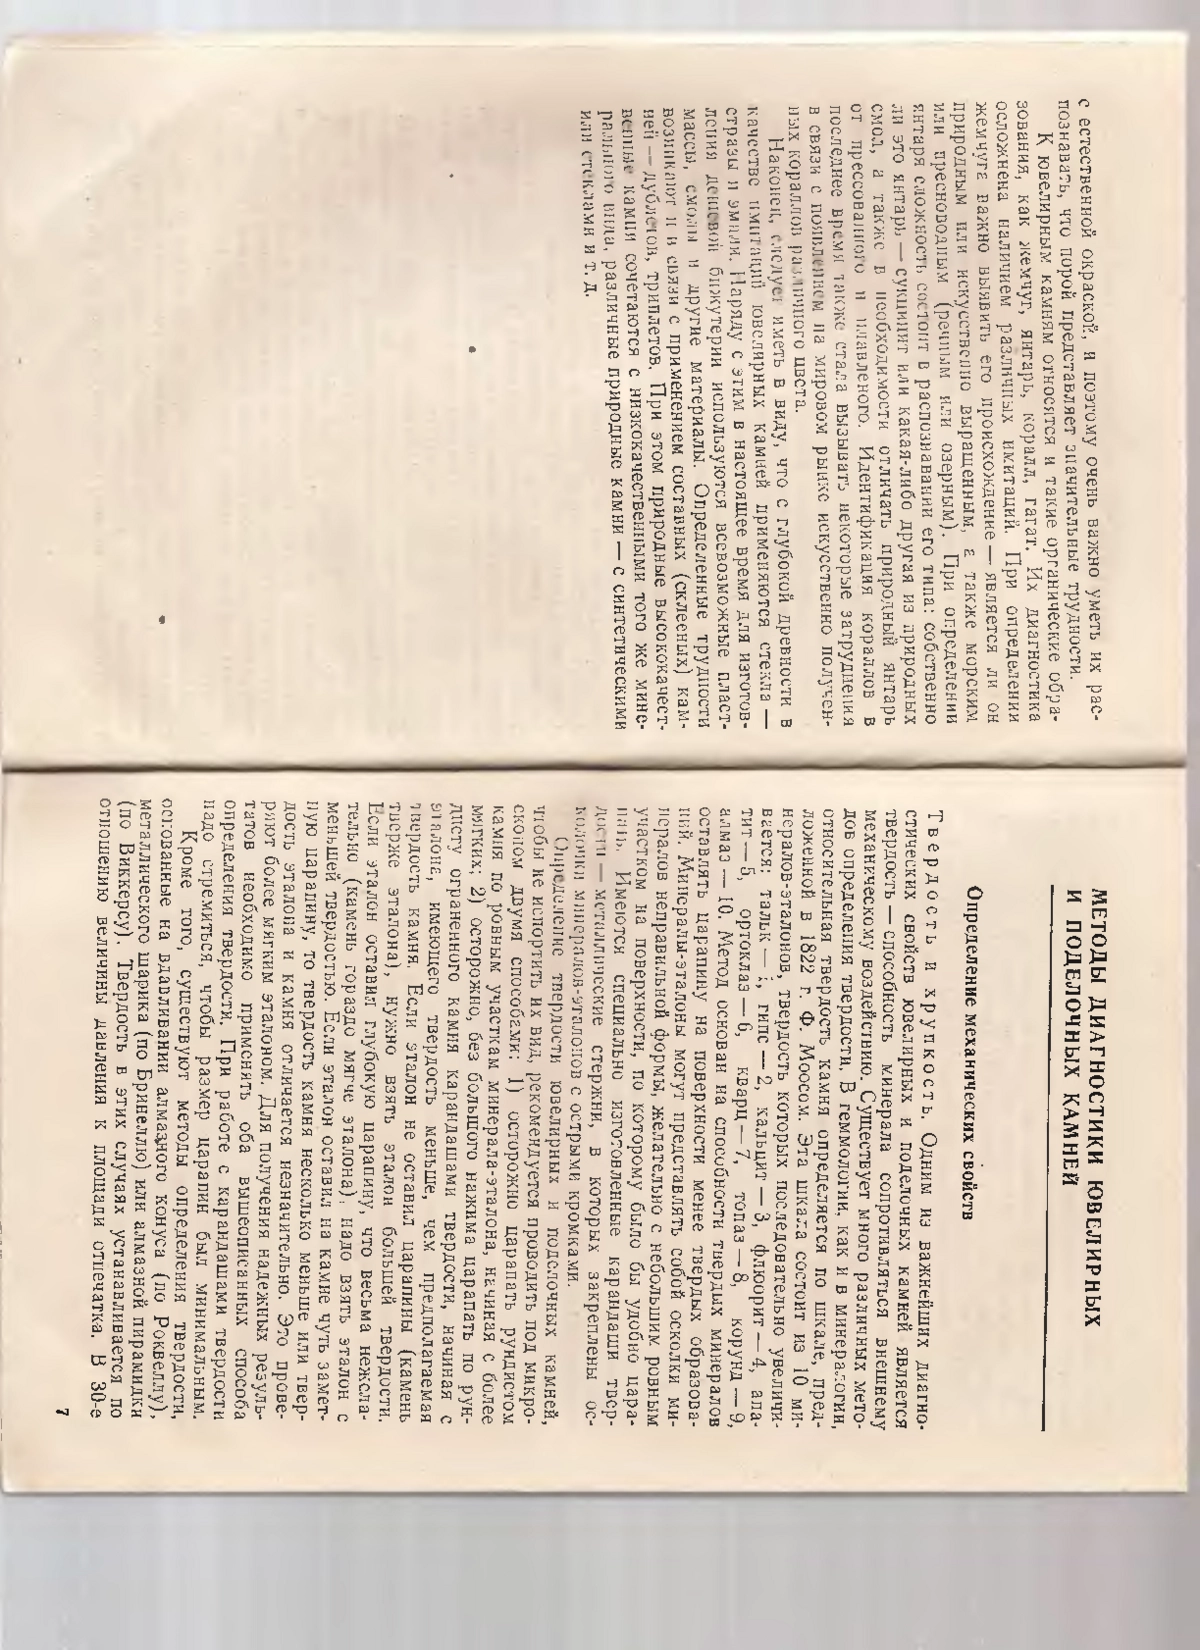 с естественной окраской, и поэтому очень важно уметь их рас-
познавать, что порой представляет значительные трудности.
К ювелирным камням относятся и такие органические обра-
зования, как жемчуг, янтарь, коралл, гагат. Их диагностика
осложнена наличием различных имитаций. При определении
жемчуга важно выявить его происхождение — является ли он
природным или искусственно выращенным, а также морским
или пресноводным (речным или озерным). При определении
янтаря сложность состоит в распознавании его типа: собственно
ли это янтарь — сукцинит или какая-либо другая из природных
смол, а также в необходимости отличать природный янтарь
от прессованного и плавленого. Идентификация кораллов в
последнее время также стала вызывать некоторые затруднения
в связи с появлением на мировом рынке искусственно получен-
ных кораллов различного цвета.
Наконец, следует иметь в виду, что с глубокой древности в
качестве имитаций ювелирных камней применяются стекла —
стразы и эмали. Наряду с этим в настоящее время для изготов-
ления дешевой бижутерии используются всевозможные пласт-
массы, смолы и другие материалы. Определенные трудности
возникают и в связи с применением составных (склееных) кам-
ней — дублетов, триплетов. При этом природные высококачест-
венные камни сочетаются с низкокачественными того же мине-
рального вида, различные природные камни — с синтетическими
или стеклами и т. д.
МЕТОДЫ ДИАГНОСТИКИ ЮВЕЛИРНЫХ
И ПОДЕЛОЧНЫХ КАМНЕЙ
Определение механических свойств
Твердость и хрупкость. Одним из важнейших диагно-
стических свойств ювелирных и поделочных камней является
твердость — способность минерала сопротивляться внешнему
механическому воздействию. Существует много различных мето-
дов определения твердости. В геммологии, как и в минералогии,
относительная твердость камня определяется по шкале, пред-
ложенной в 1822 г. Ф. Моосом. Эта шкала состоит из 10 ми-
нералов-эталонов, твердость которых последовательно увеличи-
вается: тальк — 1, гипс — 2, кальцит — 3, флюорит — 4, апа-
тит — 5, ортоклаз — 6, кварц — 7, топаз — 8, корунд — 9,
алмаз — 10. Метод основан на способности твердых минералов
оставлять царапину на поверхности менее твердых образова-
ний. Минералы-эталоны могут представлять собой осколки ми-
нералов неправильной формы, желательно с небольшим ровным
участком на поверхности, по которому было бы удобно цара-
пать. Имеются специально изготовленные карандаши твер-
дости — металлические стержни, в которых закреплены ос-
колочки минералов-эталонов с острыми кромками.
Определение твердости ювелирных и поделочных камней,
чтобы не испортить их вид, рекомендуется проводить под микро-
скопом двумя способами: 1) осторожно царапать рундистом
камня по ровным участкам минерала-эталона, начиная с более
мягких; 2) осторожно, без большого нажима царапать по рун-
дисту ограненного камня карандашами твердости, начиная с
эталона, имеющего твердость меньше, чем предполагаемая
твердость камня. Если эталон не оставил царапины (камень
тверже эталона), нужно взять эталон большей твердости.
Если эталон оставил глубокую царапину, что весьма нежела-
тельно (камень гораздо мягче эталона), надо взять эталон с
меньшей твердостью. Если эталон оставил на камне чуть замет-
ную царапину, то твердость камня несколько меньше или твер-
дость эталона и камня отличается незначительно. Это прове-
ряют более мягким эталоном. Для получения надежных резуль-
татов необходимо применять оба вышеописанных способа
определения твердости. При работе с карандашами твердости
надо стремиться, чтобы размер царапин был минимальным.
Кроме того, существуют методы определения твердости,
основанные на вдавливании алмазного конуса (по Роквеллу),
металлического шарика (по Бринеллю) или алмазной пирамидки
(по Виккерсу). Твердость в этих случаях устанавливается по
отношению величины давления к площади отпечатка. В 30-е
7